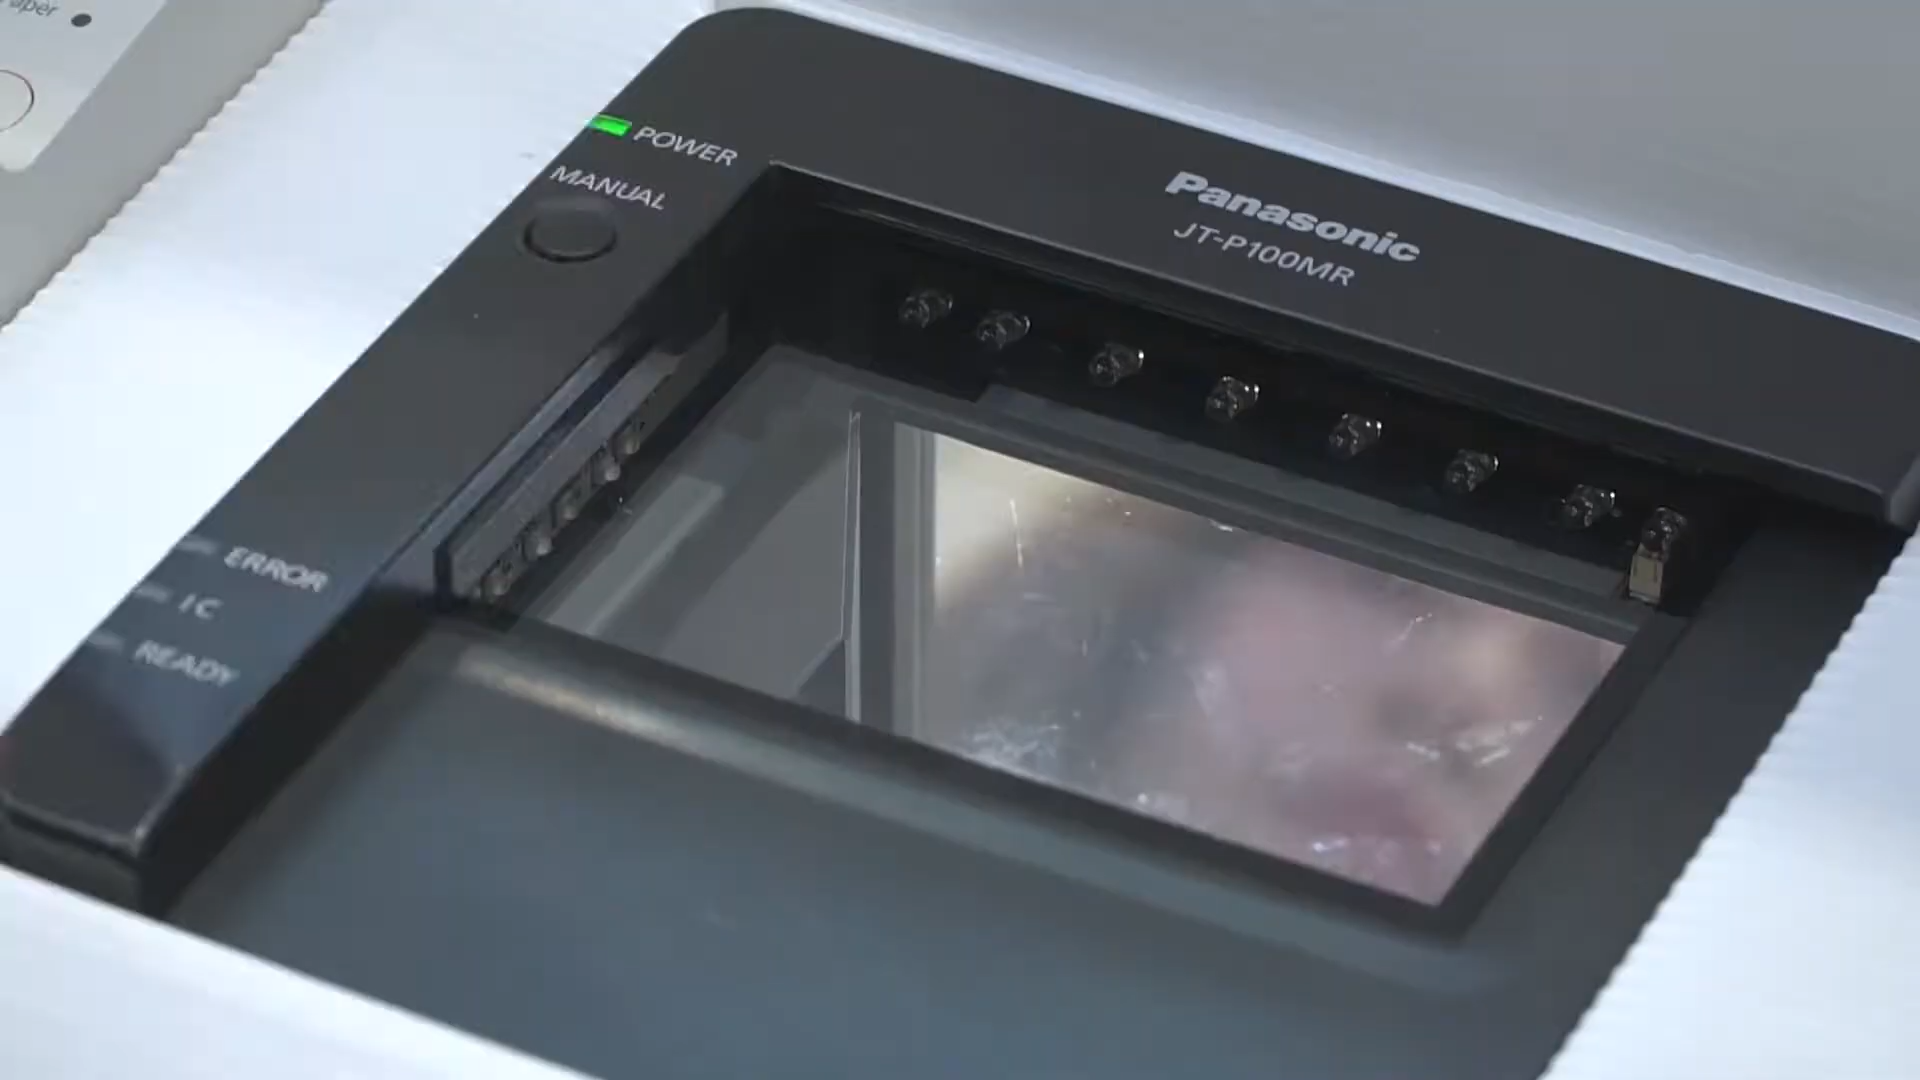 POWER
MANUAL
Panasonic
JT-P100MR
ERROR
IC
READY